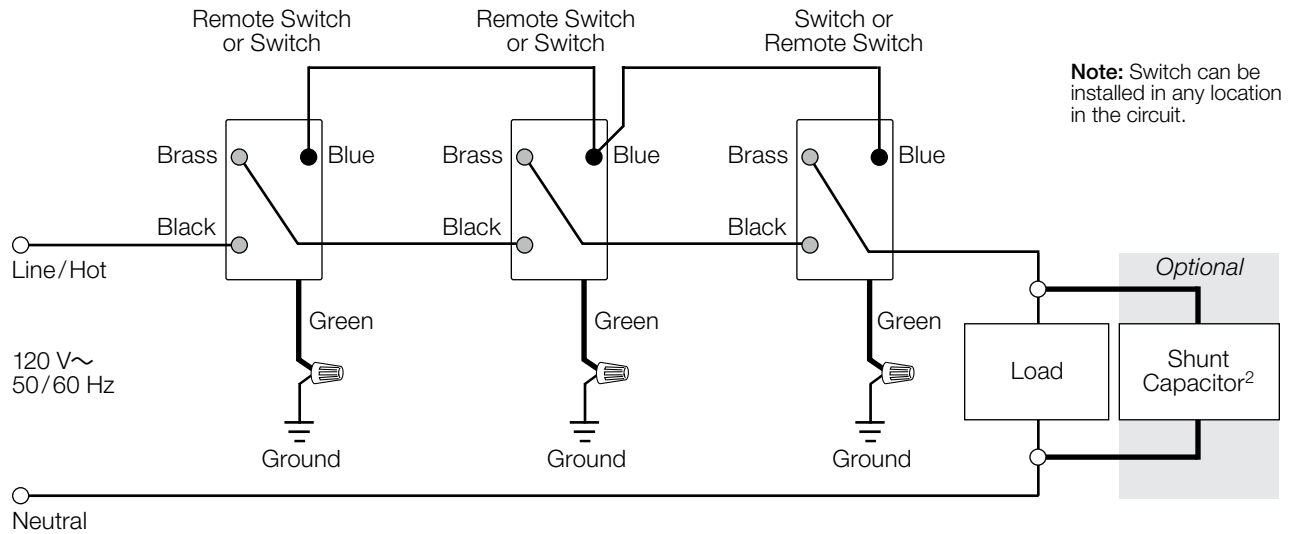 Remote Switch
or Switch
Remote Switch
or Switch
Switch or
Remote Switch
Note: Switch can be
installed in any location
in the circuit.
Brass
Blue
Brass
Blue
Brass
Blue
Black
Black
Black
Line/Hot
Optional
Green
Green
Green
120 V~
50/60 Hz
Load
Shunt
Capacitor²
Ground
Ground
Ground
Neutral